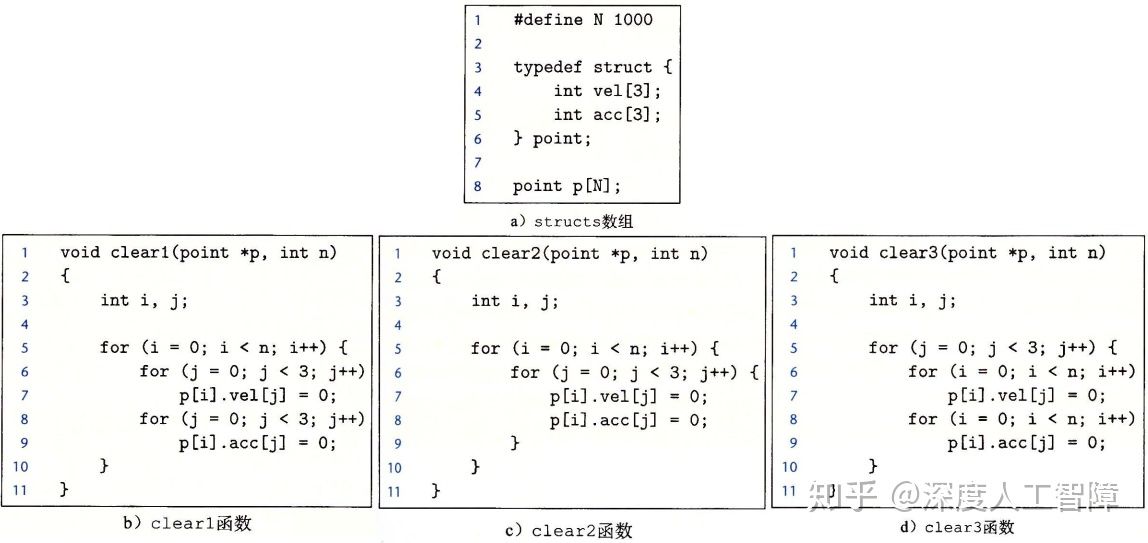 1 #define N 1000
2
3 typedef struct {
4     int vel[3];
5     int acc[3];
6 } point;
7
8 point p[N];
a) structs数组
1 void clear1(point *p, int n)
2 {
3     int i, j;
4
5     for (i = 0; i < n; i++) {
6         for (j = 0; j < 3; j++)
7             p[i].vel[j] = 0;
8         for (j = 0; j < 3; j++)
9             p[i].acc[j] = 0;
10     }
11 }
b) clear1函数
1 void clear2(point *p, int n)
2 {
3     int i, j;
4
5     for (i = 0; i < n; i++) {
6         for (j = 0; j < 3; j++) {
7             p[i].vel[j] = 0;
8             p[i].acc[j] = 0;
9         }
10     }
11 }
c) clear2函数
1 void clear3(point *p, int n)
2 {
3     int i, j;
4
5     for (j = 0; j < 3; j++) {
6         for (i = 0; i < n; i++)
7             p[i].vel[j] = 0;
8         for (i = 0; i < n; i++)
9             p[i].acc[j] = 0;
10     }
11 }
d) clear3函数
知乎 @深度人工智障